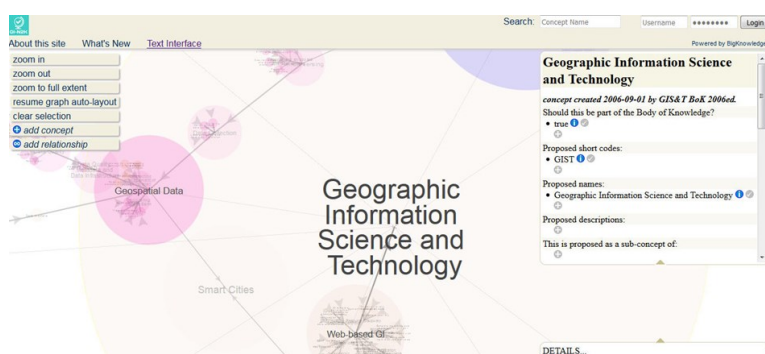 GI-N2K
Search: Concept Name Username Login
About this site What's New Text Interface
Powered by BigKnowledge
zoom in
zoom out
zoom to full extent
resume graph auto-layout
clear selection
add concept
add relationship
Geospatial Data
Smart Cities
Geographic
Information
Science and
Technology
Web-based GI
Geographic Information Science
and Technology
concept created 2006-09-01 by GIS&T BoK 2006ed.
Should this be part of the Body of Knowledge?
• true
Proposed short codes:
• GIST
Proposed names:
• Geographic Information Science and Technology
Proposed descriptions:
This is proposed as a sub-concept of:
DETAILS...